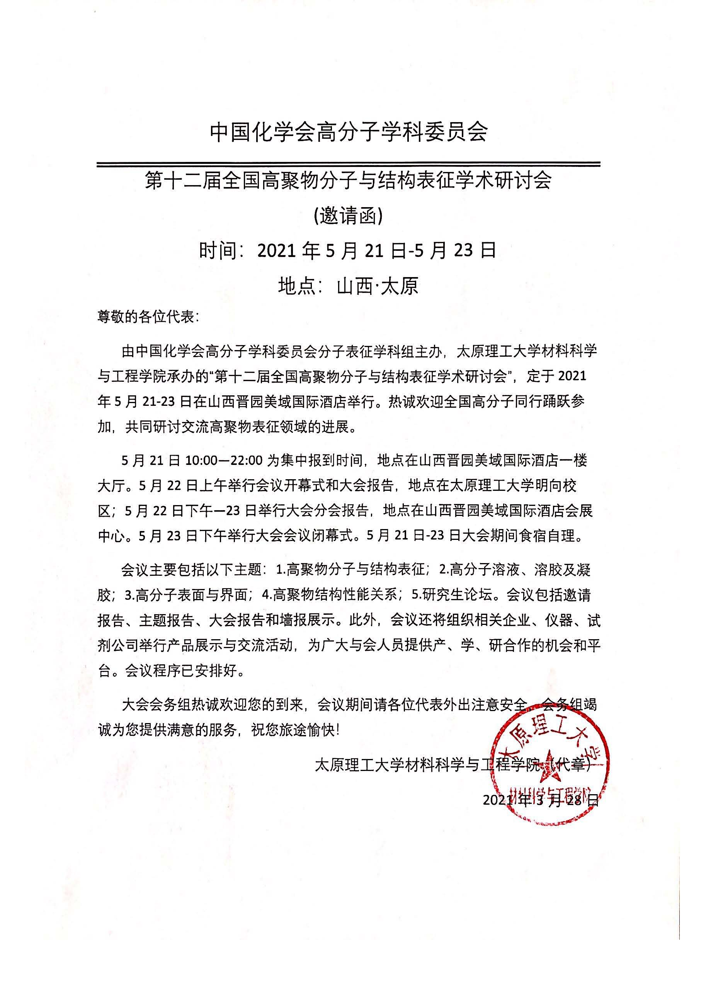 中国化学会高分子学科委员会
第十二届全国高聚物分子与结构表征学术研讨会
(邀请函)
时间：2021 年 5 月 21 日-5 月 23 日
地点：山西·太原
尊敬的各位代表：
由中国化学会高分子学科委员会分子表征学科组主办，太原理工大学材料科学
与工程学院承办的“第十二届全国高聚物分子与结构表征学术研讨会”，定于 2021
年 5 月 21-23 日在山西晋园美域国际酒店举行。热诚欢迎全国高分子同行踊跃参
加，共同研讨交流高聚物表征领域的进展。
5 月 21 日 10:00—22:00 为集中报到时间，地点在山西晋园美域国际酒店一楼
大厅。5 月 22 日上午举行会议开幕式和大会报告，地点在太原理工大学明向校
区；5 月 22 日下午—23 日举行大会分会报告，地点在山西晋园美域国际酒店会展
中心。5 月 23 日下午举行大会会议闭幕式。5 月 21 日-23 日大会期间食宿自理。
会议主要包括以下主题：1.高聚物分子与结构表征；2.高分子溶液、溶胶及凝
胶；3.高分子表面与界面；4.高聚物结构性能关系；5.研究生论坛。会议包括邀请
报告、主题报告、大会报告和墙报展示。此外，会议还将组织相关企业、仪器、试
剂公司举行产品展示与交流活动，为广大与会人员提供产、学、研合作的机会和平
台。会议程序已安排好。
大会会务组热诚欢迎您的到来，会议期间请各位代表外出注意安全，会务组竭
诚为您提供满意的服务，祝您旅途愉快！
太原理工大学材料科学与工程学院（代章）
2021 年 3 月 28 日
太原理工大学
材料科学与工程学院